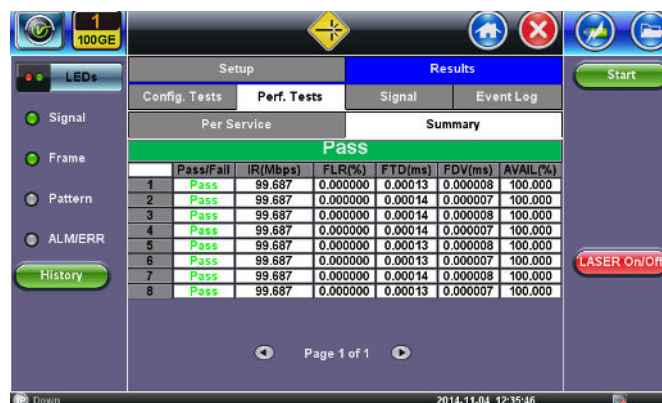 1
100GE
LEDs
Setup
Results
Start
Config. Tests
Perf. Tests
Signal
Event Log
Signal
Per Service
Summary
Frame
Pass
Pass/Fail IR(Mbps) FLR(%) FTD(ms) FDV(ms) AVAIL(%)
1 Pass 99.687 0.000000 0.00013 0.000008 100.000
2 Pass 99.687 0.000000 0.00014 0.000007 100.000
3 Pass 99.687 0.000000 0.00014 0.000008 100.000
4 Pass 99.687 0.000000 0.00014 0.000007 100.000
5 Pass 99.687 0.000000 0.00013 0.000008 100.000
6 Pass 99.687 0.000000 0.00013 0.000007 100.000
7 Pass 99.687 0.000000 0.00014 0.000008 100.000
8 Pass 99.687 0.000000 0.00013 0.000007 100.000
Pattern
ALM/ERR
History
LASER On/Off
Page 1 of 1
IP Down
2014-11-04 12:35:46